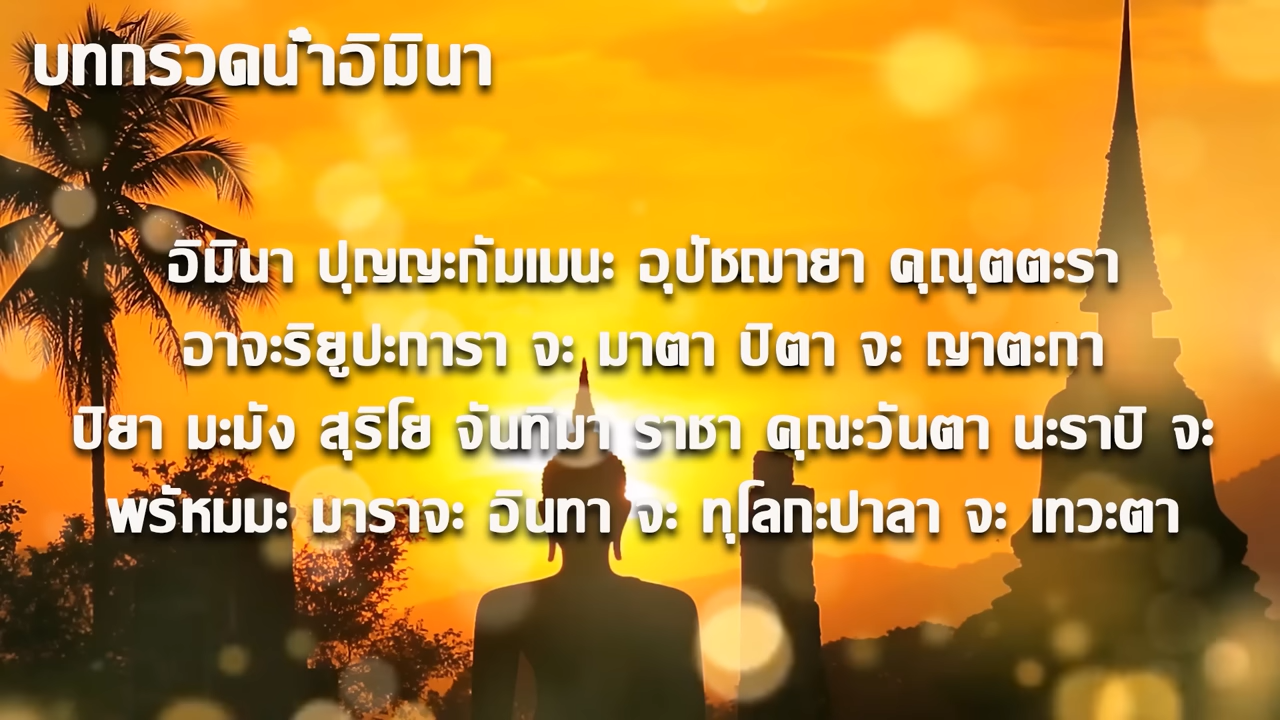 บทกรวดน้ำอิมินา
อิมินา ปุญญะกัมเมนะ อุปัชฌายา คุณุตตะรา
อาจะริยูปะการา จะ มาตา ปิตา จะ ญาตะกา
ปิยา มะมัง สุริโย จันทิมา ราชา คุณะวันตา นะราปิ จะ
พรัหมมะ มาราจะ อินทา จะ ทุโลกะปาลา จะ เทวะตา